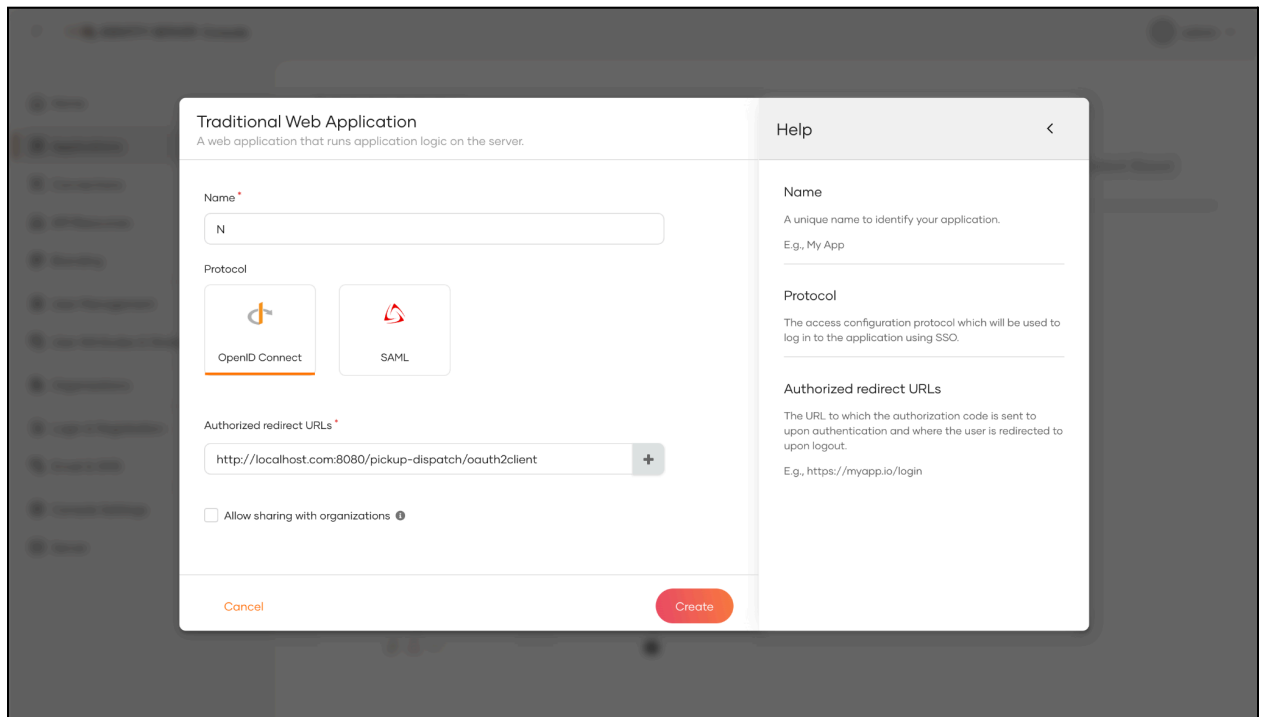 Traditional Web Application
A web application that runs application logic on the server.
Name *
N
Protocol
OpenID Connect
SAML
Authorized redirect URLs *
http://localhost.com:8080/pickup-dispatch/oauth2client
+
Allow sharing with organizations
Cancel
Create
Help
Name
A unique name to identify your application.
E.g., My App
Protocol
The access configuration protocol which will be used to
log in to the application using SSO.
Authorized redirect URLs
The URL to which the authorization code is sent to
upon authentication and where the user is redirected to
upon logout.
E.g., https://myapp.io/login